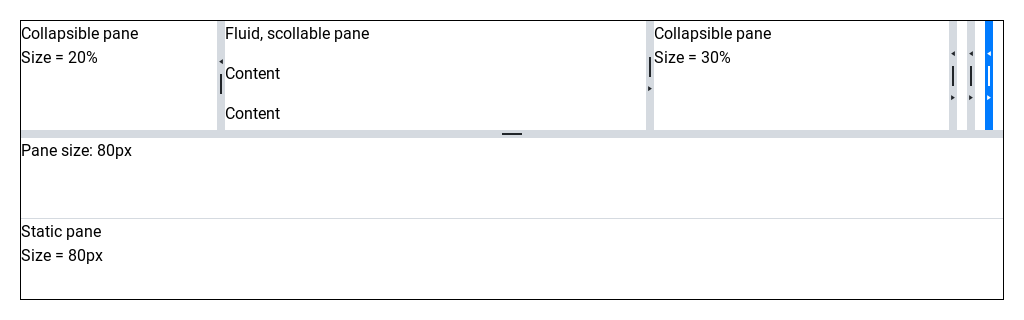 Collapsible pane
Size = 20%
Fluid, scollable pane
Content
Content
Collapsible pane
Size = 30%
Pane size: 80px
Static pane
Size = 80px